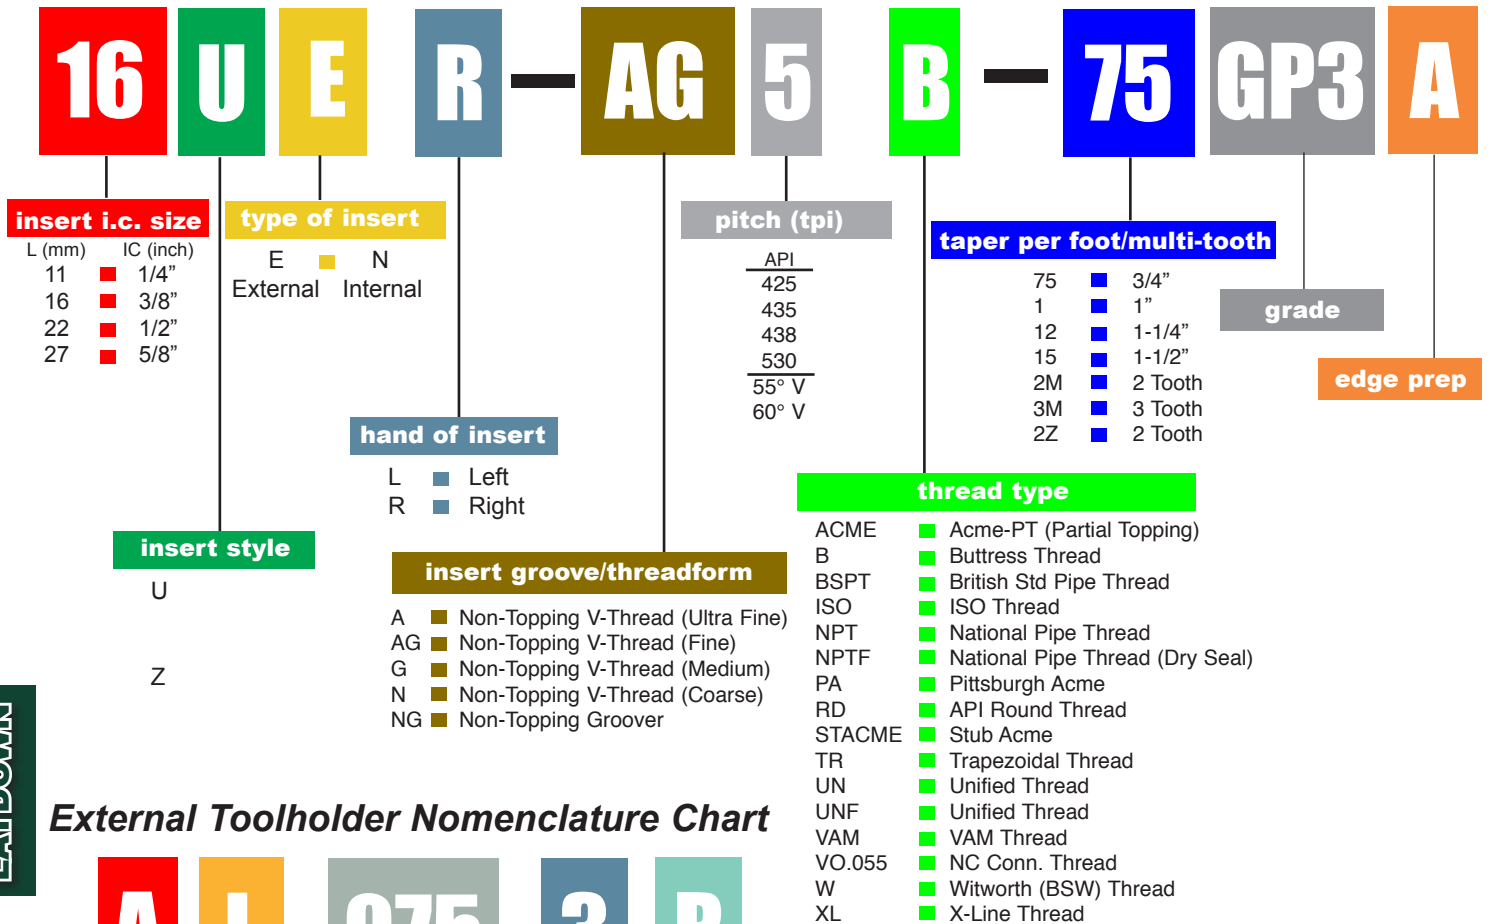 16 U E R - AG 5 B - 75 GP3 A
insert i.c. size
L (mm) IC (inch)
11 1/4”
16 3/8”
22 1/2”
27 5/8”
type of insert
E N
External Internal
pitch (tpi)
API
425
435
438
530
55° V
60° V
taper per foot/multi-tooth
75 3/4”
1 1”
12 1-1/4”
15 1-1/2”
2M 2 Tooth
3M 3 Tooth
2Z 2 Tooth
grade
edge prep
hand of insert
L Left
R Right
insert style
U
Z
insert groove/threadform
A Non-Topping V-Thread (Ultra Fine)
AG Non-Topping V-Thread (Fine)
G Non-Topping V-Thread (Medium)
N Non-Topping V-Thread (Coarse)
NG Non-Topping Groover
thread type
ACME Acme-PT (Partial Topping)
B Buttress Thread
BSPT British Std Pipe Thread
ISO ISO Thread
NPT National Pipe Thread
NPTF National Pipe Thread (Dry Seal)
PA Pittsburgh Acme
RD API Round Thread
STACME Stub Acme
TR Trapezoidal Thread
UN Unified Thread
UNF Unified Thread
VAM VAM Thread
VO.055 NC Conn. Thread
W Witworth (BSW) Thread
XL X-Line Thread
External Toolholder Nomenclature Chart
A L 075 3 R